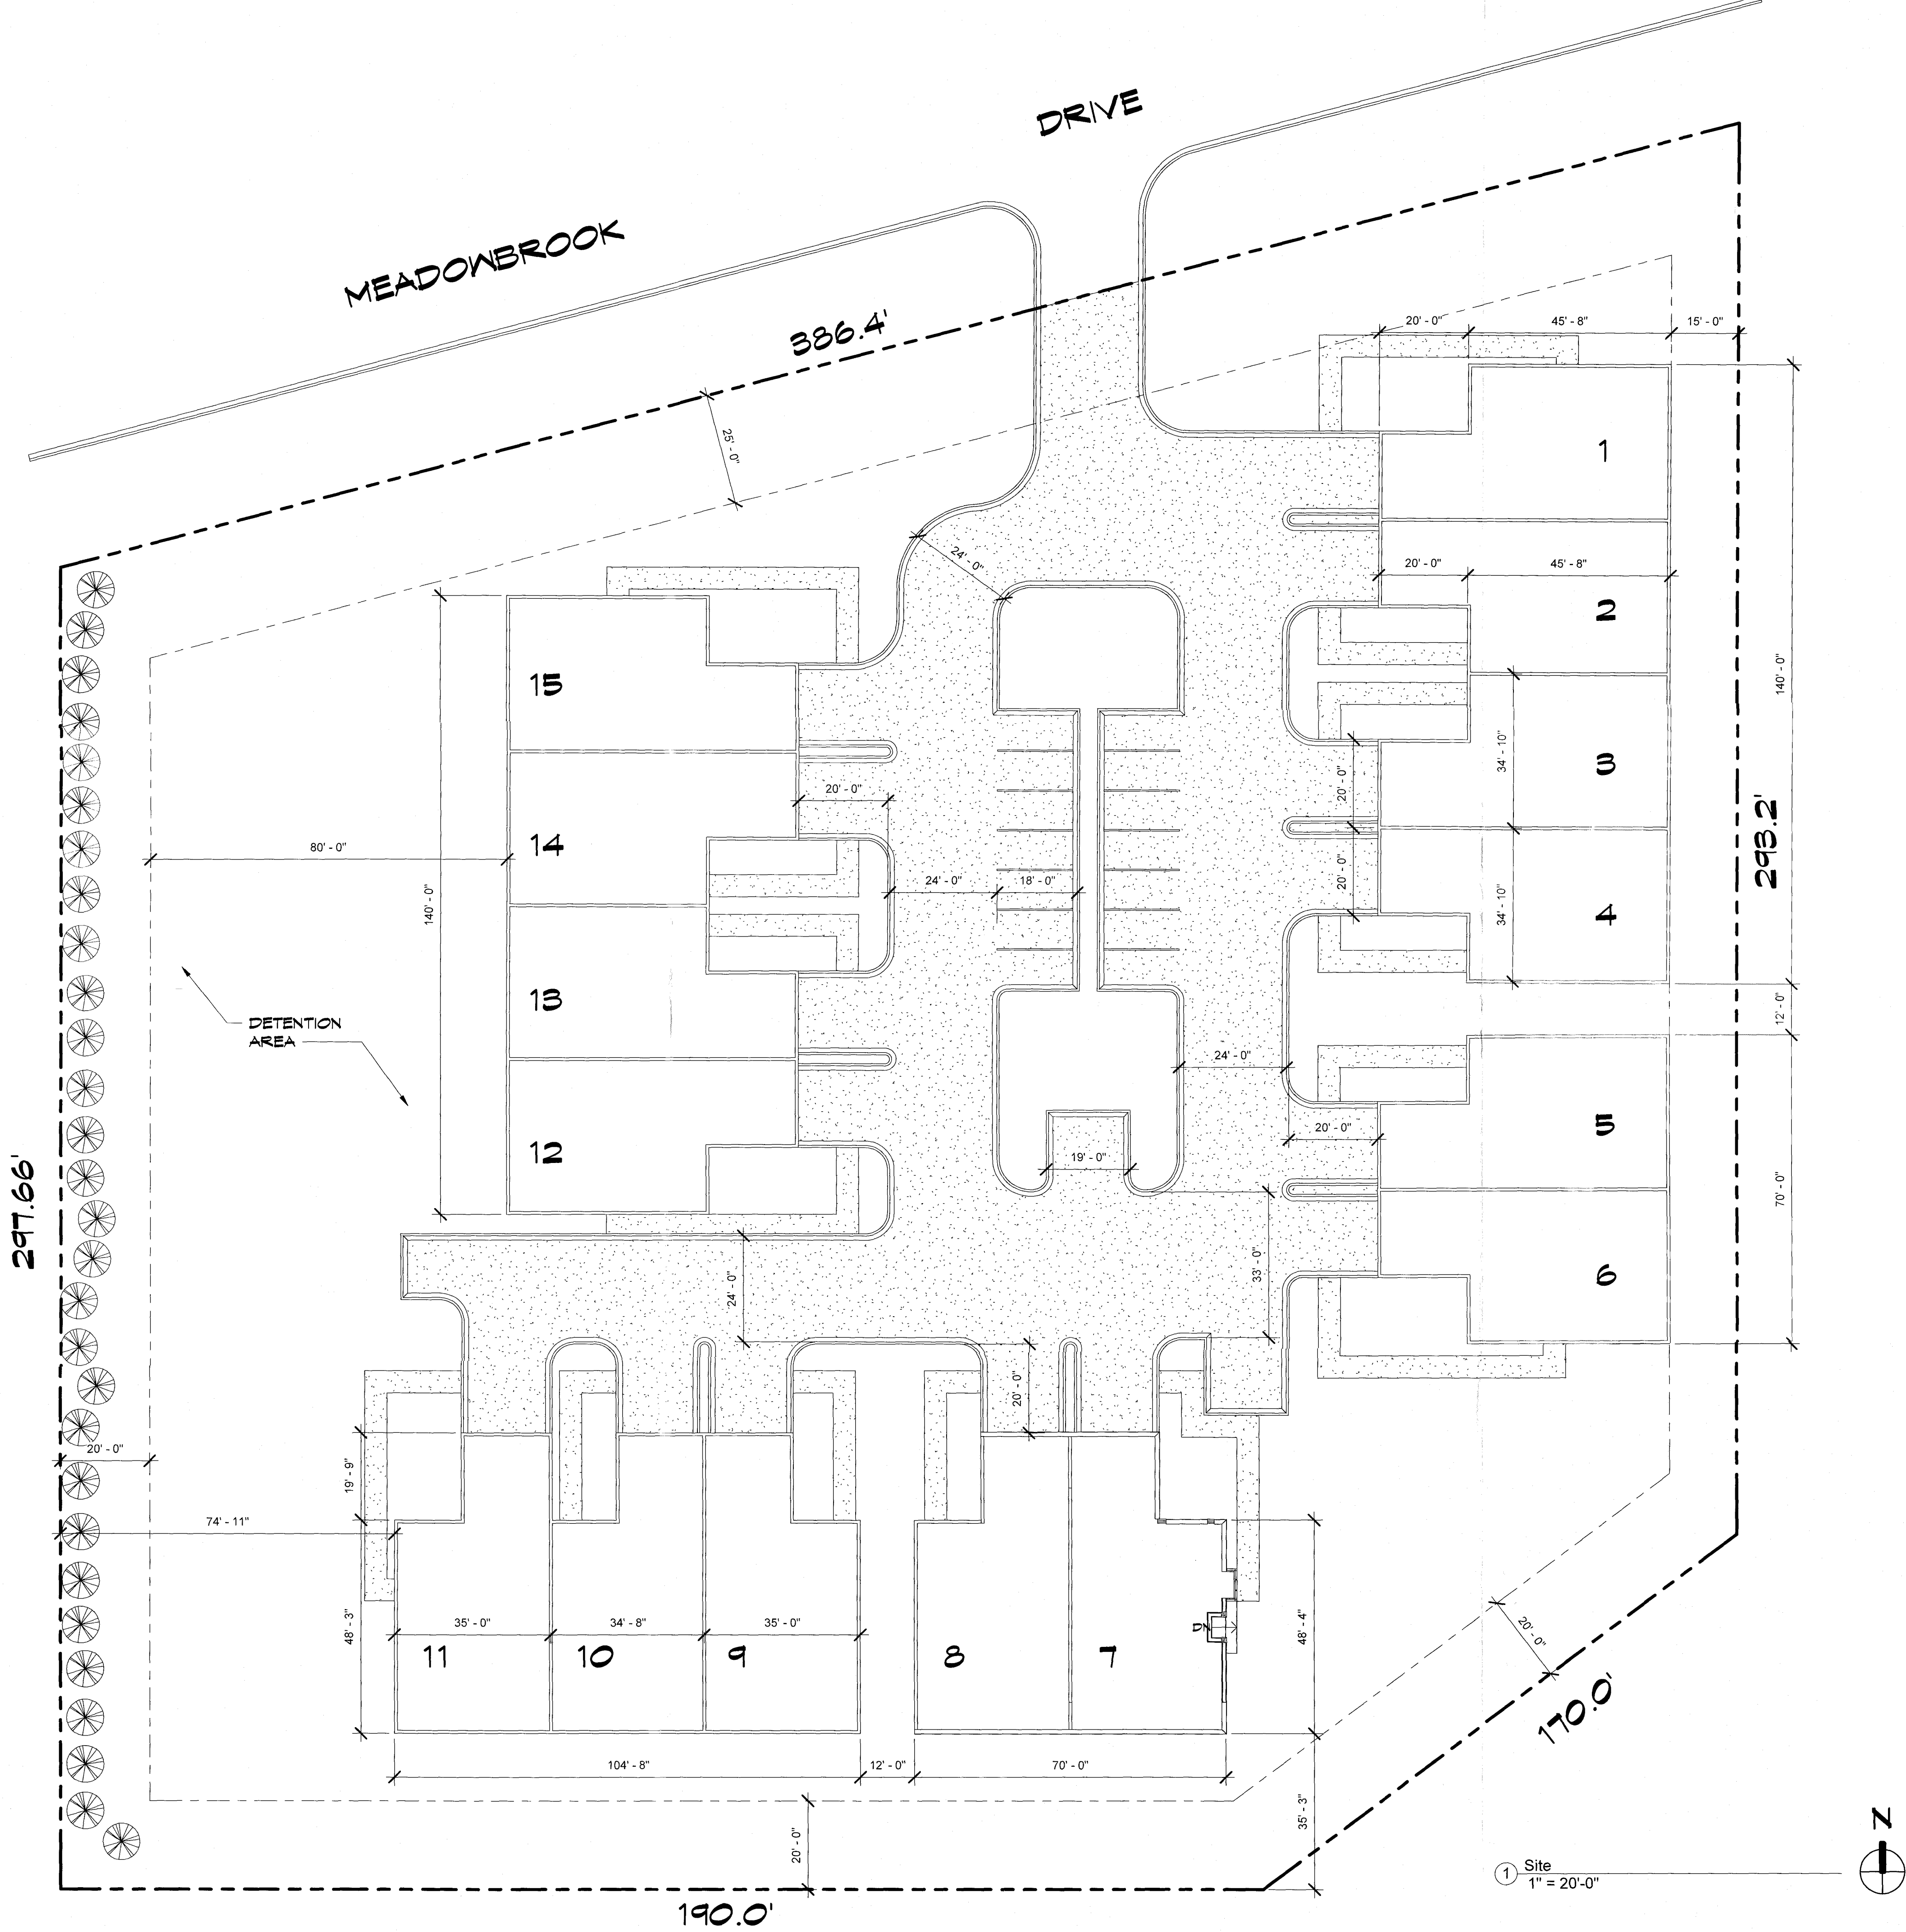 DRIVE
MEADOWBROOK
386.4'
20' - 0"
45' - 8"
15' - 0"
25' - 0"
1
24' - 0"
20' - 0"
45' - 8"
2
15
140' - 0"
3
34' - 10"
20' - 0"
20' - 0"
14
80' - 0"
140' - 0"
24' - 0"
18' - 0"
20' - 0"
34' - 10"
4
293.2'
13
DETENTION
AREA
12' - 0"
24' - 0"
5
20' - 0"
12
19' - 0"
297.66'
70' - 0"
6
33' - 0"
24' - 0"
20' - 0"
20' - 0"
19' - 9"
74' - 11"
48' - 3"
35' - 0"
34' - 8"
35' - 0"
48' - 4"
DN
20' - 0"
11
10
9
8
7
170.0'
104' - 8"
12' - 0"
70' - 0"
35' - 3"
20' - 0"
N
1
Site
1" = 20'-0"
190.0'